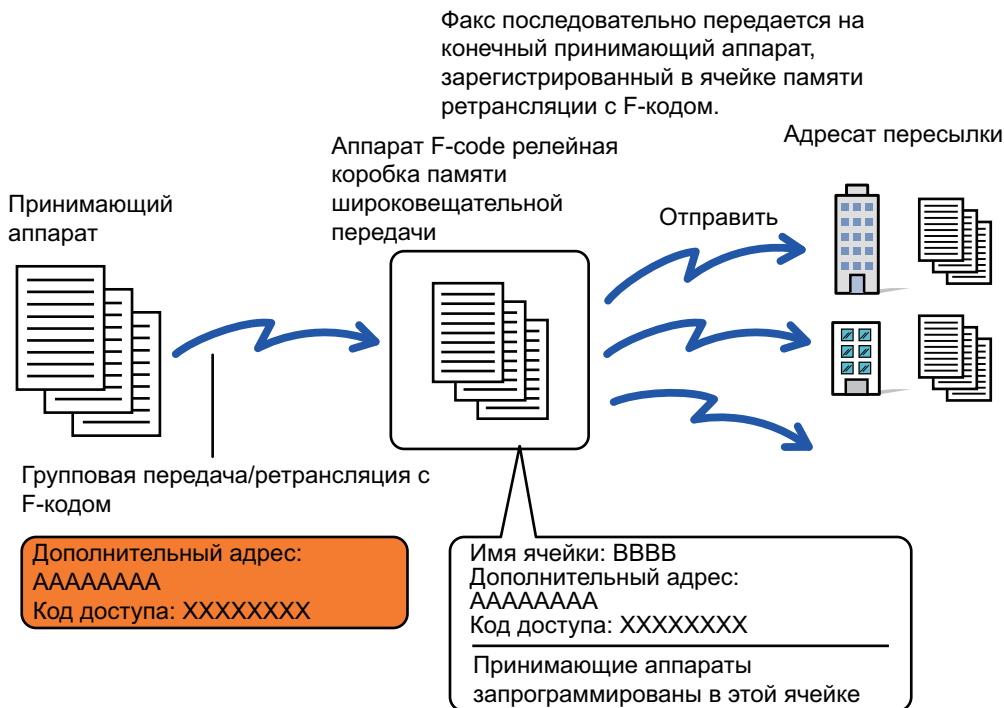 Факс последовательно передается на
конечный принимающий аппарат,
зарегистрированный в ячейке памяти
ретрансляции с F-кодом.
Адресат пересылки
Аппарат F-code релейная
коробка памяти
широковещательной
передачи
Принимающий
аппарат
Отправить
Групповая передача/ретрансляция с
F-кодом
Дополнительный адрес:
AAAAAAAA
Код доступа: XXXXXXXX
Имя ячейки: BBBB
Дополнительный адрес:
AAAAAAAA
Код доступа: XXXXXXXX
Принимающие аппараты
запрограммированы в этой ячейке